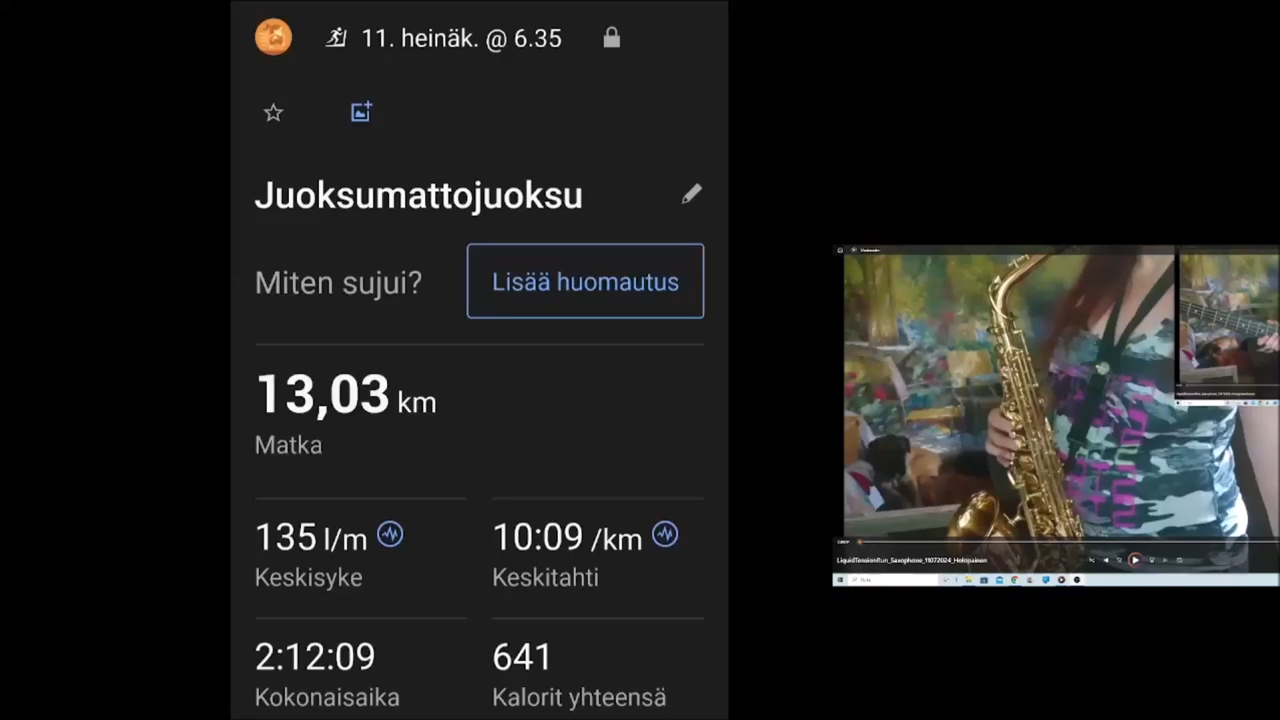 11. heinäk. @ 6.35
Juoksumattojuoksu
Miten sujui?
Lisää huomautus
13,03 km
Matka
135 l/m
10:09 /km
Keskisyke
Keskitahti
2:12:09
641
Kokonaisaika
Kalorit yhteensä
LiquidTensionRun_Saxophone_11072024_Holopainen